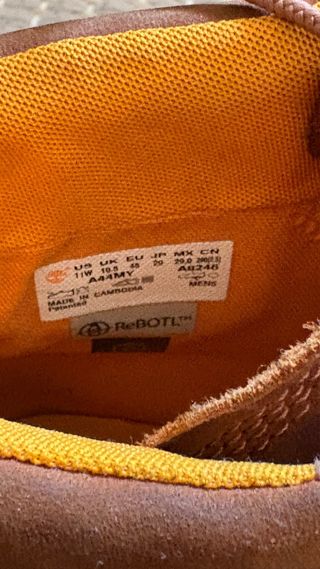 US UK EU JP MX CN
11W 10.5 45 29 29.0 290(2.5)
A44MY A8246
MENS
MADE IN CAMBODIA
Patented
ReBOTL™